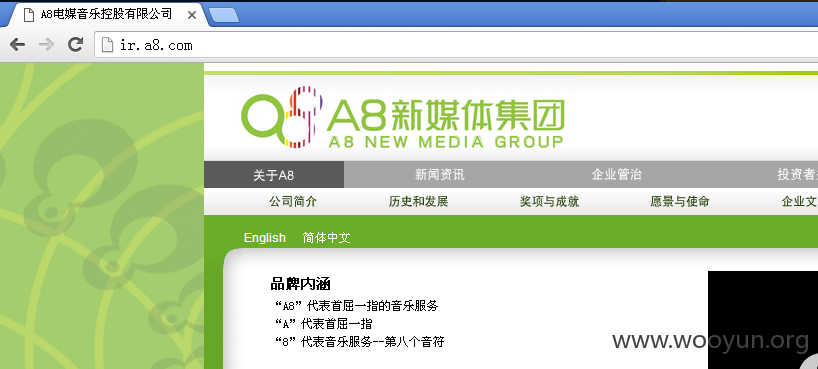 A8电媒音乐控股有限公司
ir.a8.com
A8新媒体集团
A8 NEW MEDIA GROUP
关于A8 新闻资讯 企业管治 投资者
公司简介 历史和发展 奖项与成就 愿景与使命 企业文
English 简体中文
品牌内涵
“A8”代表首屈一指的音乐服务
“A”代表首屈一指
“8”代表音乐服务--第八个音符
www.wooyun.org